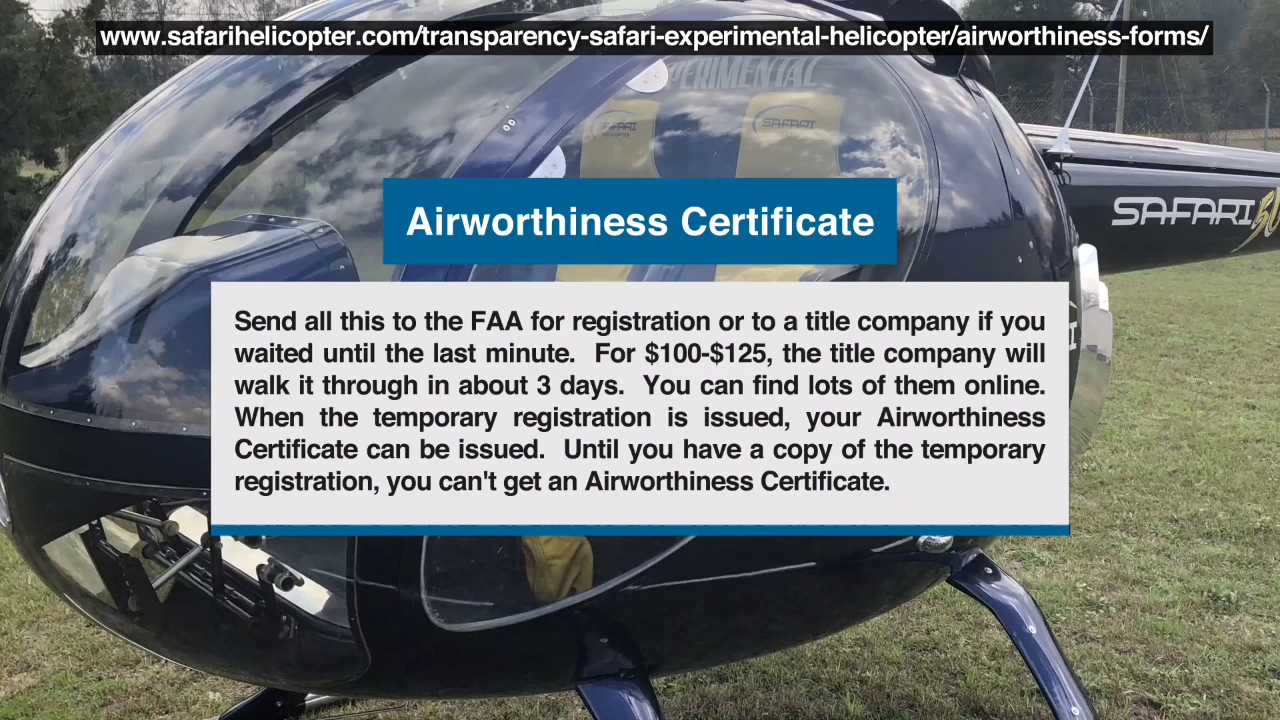 www.safarihelicopter.com/transparency-safari-experimental-helicopter/airworthiness-forms/
PERIMENTAL
SAFARI
HELICOPTER
SAFARI
SAFARI
Airworthiness Certificate
Send all this to the FAA for registration or to a title company if you
waited until the last minute. For $100-$125, the title company will
walk it through in about 3 days. You can find lots of them online.
When the temporary registration is issued, your Airworthiness
Certificate can be issued. Until you have a copy of the temporary
registration, you can't get an Airworthiness Certificate.